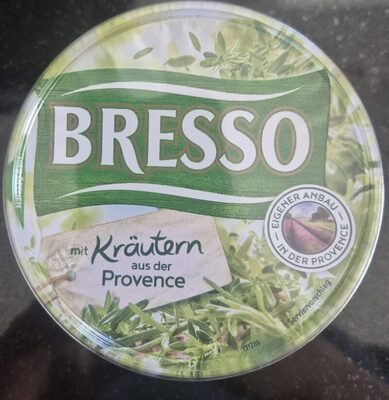 BRESSO
mit Kräutern
aus der
Provence
EIGENER ANBAU
IN DER PROVENCE
Serviervorschlag